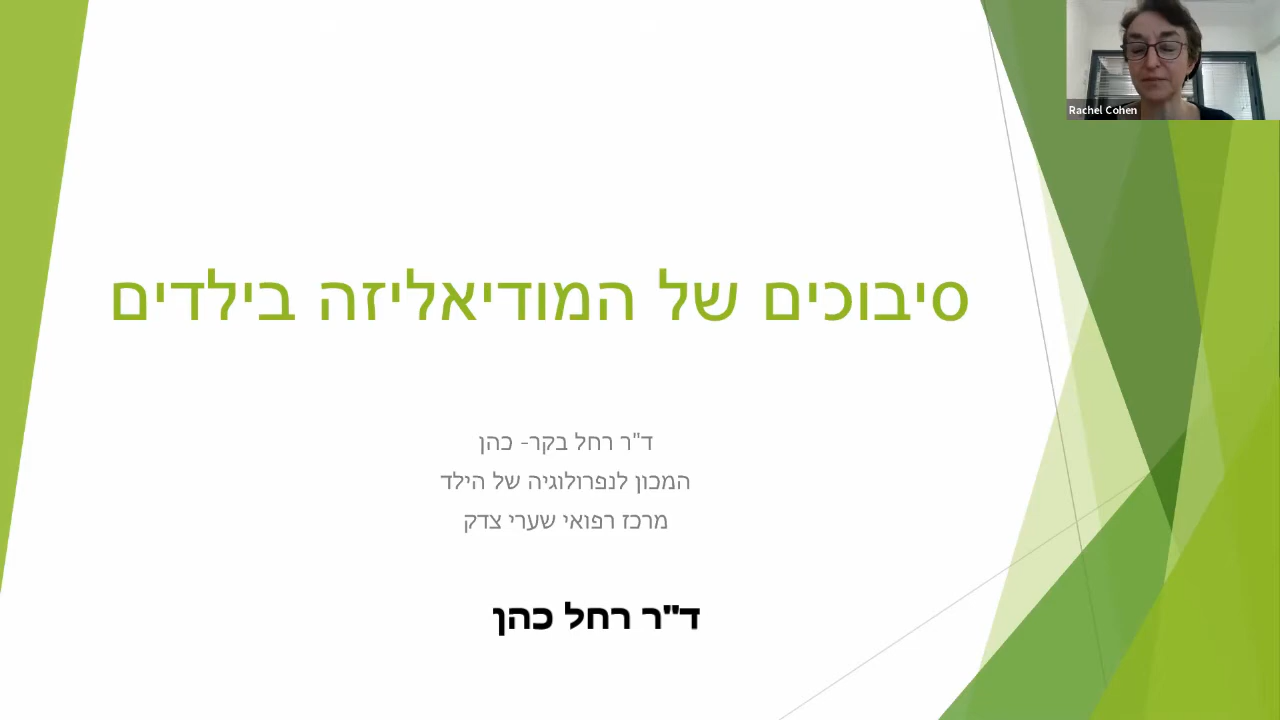 סיבוכים של המודיאליזה בילדים
ד"ר רחל בקר- כהן
המכון לנפרולוגיה של הילד
מרכז רפואי שערי צדק
ד"ר רחל כהן
Rachel Cohen